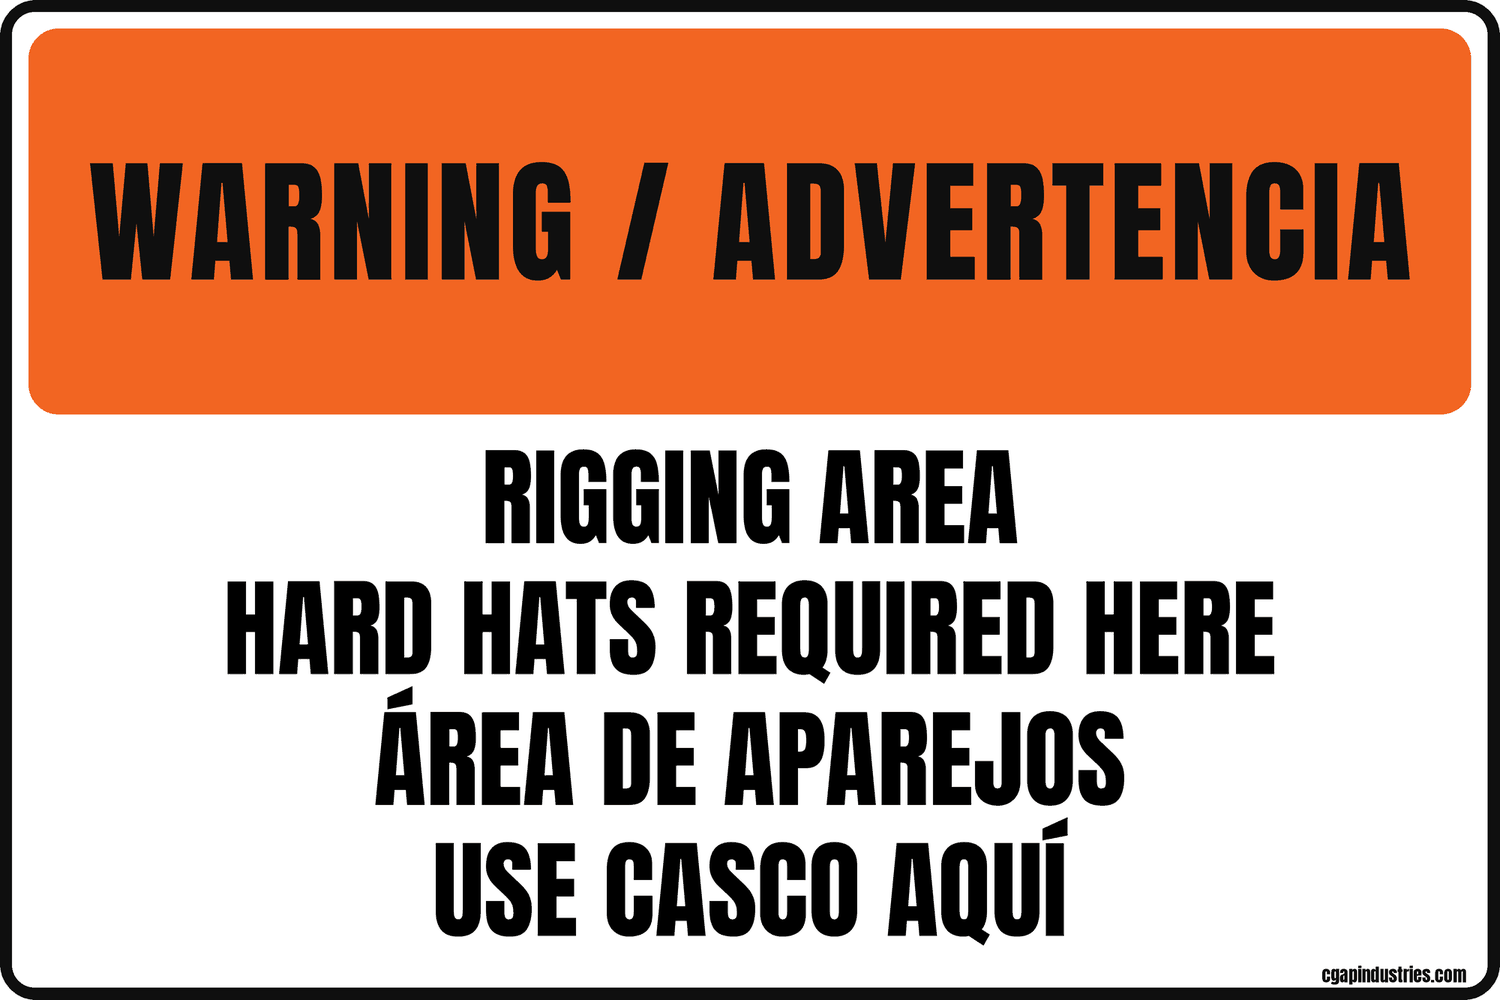 WARNING / ADVERTENCIA
RIGGING AREA
HARD HATS REQUIRED HERE
ÁREA DE APAREJOS
USE CASCO AQUÍ
cgapindustries.com